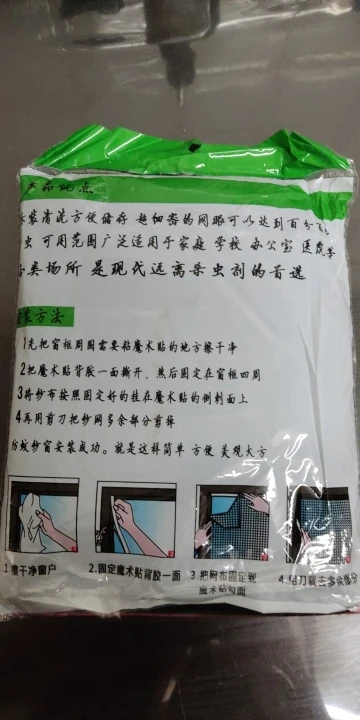 品特点
装清洗方便储存 超细密的网眼可以达到百分
虫 可用范围广泛适用于家庭 学校 办公室 医院等
类场所 是现代远离杂虫剂的首选
安装方法
1先把窗框周围需要粘魔术贴的地方擦干净
2把魔术贴背胶一面撕开，然后固定在窗框四周
3将纱布按照固定好的挂在魔术贴的倒刺面上
4再用剪刀把纱网多余部分剪掉
防蚊纱窗安装成功。就是这样简单 方便 美观大方
1.擦干净窗户
2.固定魔术贴背胶一面
3.把网布固定到
魔术贴勾面
4.用刀裁去多余部分